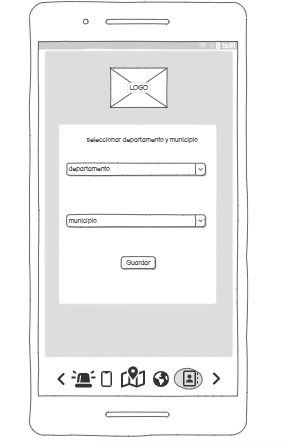 LOGO
Seleccionar departamento y municipio
departamento
municipio
Guardar